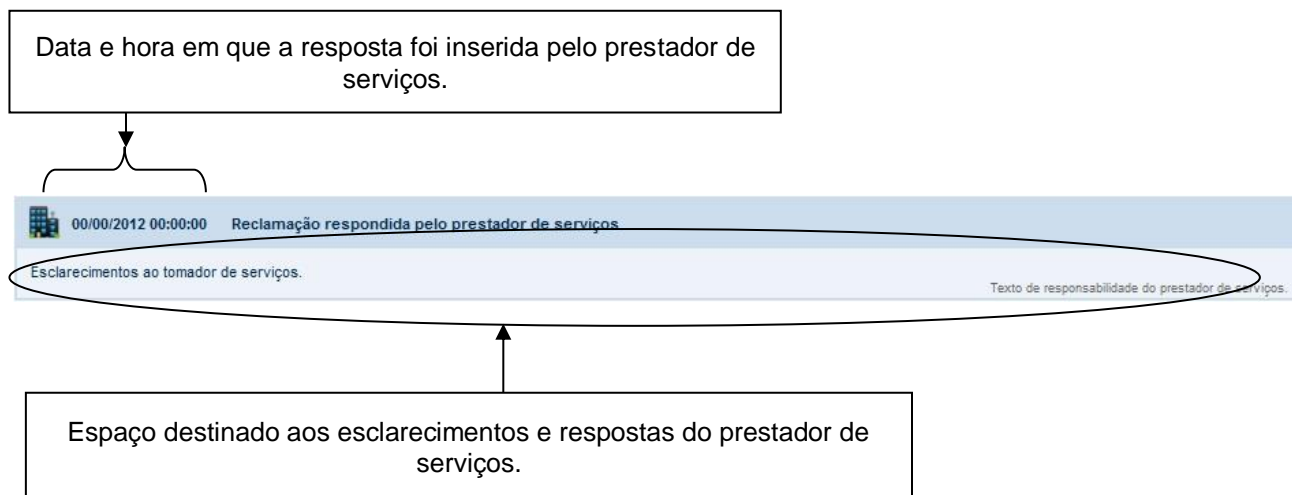 Data e hora em que a resposta foi inserida pelo prestador de
serviços.
00/00/2012 00:00:00 Reclamação respondida pelo prestador de serviços
Esclarecimentos ao tomador de serviços.
Texto de responsabilidade do prestador de serviços.
Espaço destinado aos esclarecimentos e respostas do prestador de
serviços.